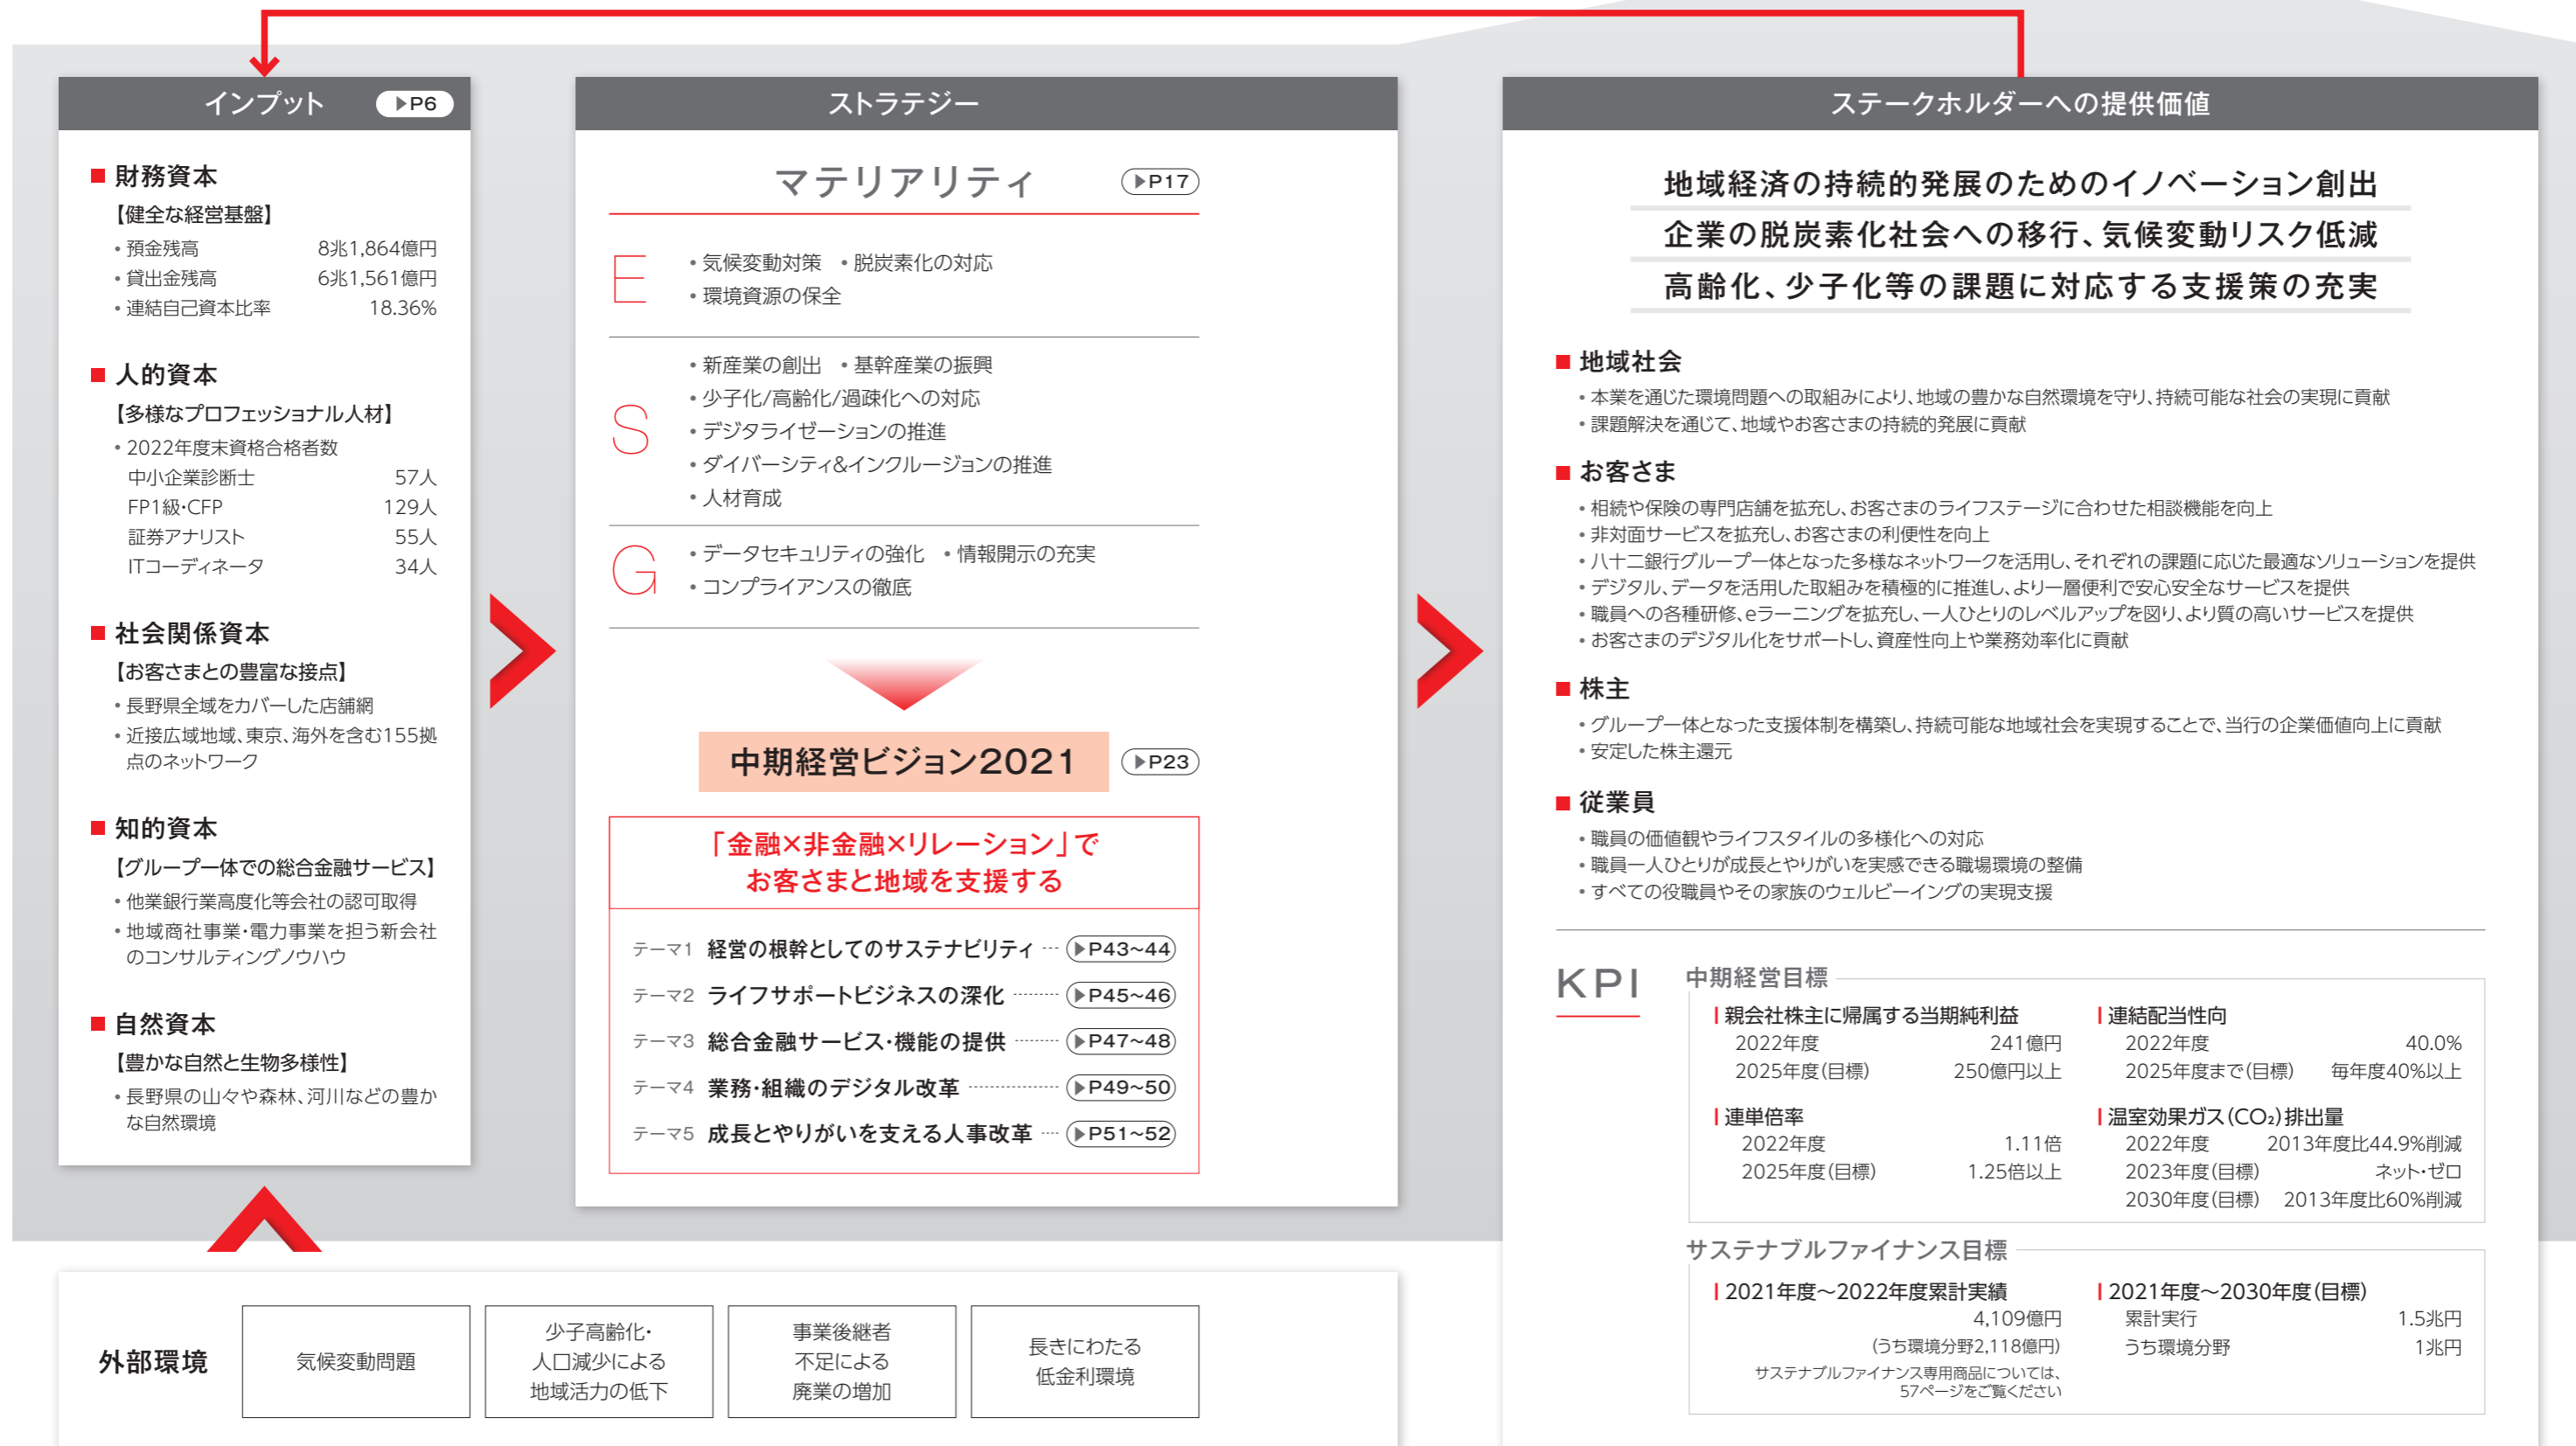 インプット ▶P6
■ 財務資本
【健全な経営基盤】
• 預金残高 8兆1,864億円
• 貸出金残高 6兆1,561億円
• 連結自己資本比率 18.36%
■ 人的資本
【多様なプロフェッショナル人材】
• 2022年度末資格合格者数
中小企業診断士 57人
FP1級・CFP 129人
証券アナリスト 55人
ITコーディネータ 34人
■ 社会関係資本
【お客さまとの豊富な接点】
• 長野県全域をカバーした店舗網
• 近接広域地域、東京、海外を含む155拠
点のネットワーク
■ 知的資本
【グループ一体での総合金融サービス】
• 他業銀行業高度化等会社の認可取得
• 地域商社事業・電力事業を担う新会社
のコンサルティングノウハウ
■ 自然資本
【豊かな自然と生物多様性】
• 長野県の山々や森林、河川などの豊か
な自然環境
ストラテジー
マテリアリティ ▶P17
E
• 気候変動対策 • 脱炭素化の対応
• 環境資源の保全
S
• 新産業の創出 • 基幹産業の振興
• 少子化/高齢化/過疎化への対応
• デジタライゼーションの推進
• ダイバーシティ&インクルージョンの推進
• 人材育成
G
• データセキュリティの強化 • 情報開示の充実
• コンプライアンスの徹底
中期経営ビジョン2021 ▶P23
「金融×非金融×リレーション」で
お客さまと地域を支援する
テーマ1 経営の根幹としてのサステナビリティ ▶P43~44
テーマ2 ライフサポートビジネスの深化 ▶P45~46
テーマ3 総合金融サービス・機能の提供 ▶P47~48
テーマ4 業務・組織のデジタル改革 ▶P49~50
テーマ5 成長とやりがいを支える人事改革 ▶P51~52
ステークホルダーへの提供価値
地域経済の持続的発展のためのイノベーション創出
企業の脱炭素化社会への移行、気候変動リスク低減
高齢化、少子化等の課題に対応する支援策の充実
■ 地域社会
• 本業を通じた環境問題への取組みにより、地域の豊かな自然環境を守り、持続可能な社会の実現に貢献
• 課題解決を通じて、地域やお客さまの持続的発展に貢献
■ お客さま
• 相続や保険の専門店舗を拡充し、お客さまのライフステージに合わせた相談機能を向上
• 非対面サービスを拡充し、お客さまの利便性を向上
• 八十二銀行グループ一体となった多様なネットワークを活用し、それぞれの課題に応じた最適なソリューションを提供
• デジタル、データを活用した取組みを積極的に推進し、より一層便利で安心安全なサービスを提供
• 職員への各種研修、eラーニングを拡充し、一人ひとりのレベルアップを図り、より質の高いサービスを提供
• お客さまのデジタル化をサポートし、資産性向上や業務効率化に貢献
■ 株主
• グループ一体となった支援体制を構築し、持続可能な地域社会を実現することで、当行の企業価値向上に貢献
• 安定した株主還元
■ 従業員
• 職員の価値観やライフスタイルの多様化への対応
• 職員一人ひとりが成長とやりがいを実感できる職場環境の整備
• すべての役職員やその家族のウェルビーイングの実現支援
KPI
中期経営目標
親会社株主に帰属する当期純利益
2022年度 241億円
2025年度(目標) 250億円以上
連結配当性向
2022年度 40.0%
2025年度まで(目標) 毎年度40%以上
連単倍率
2022年度 1.11倍
2025年度(目標) 1.25倍以上
温室効果ガス(CO₂)排出量
2022年度 2013年度比44.9%削減
2023年度(目標) ネット・ゼロ
2030年度(目標) 2013年度比60%削減
サステナブルファイナンス目標
2021年度~2022年度累計実績
4,109億円
(うち環境分野2,118億円)
サステナブルファイナンス専用商品については、
57ページをご覧ください
2021年度~2030年度(目標)
累計実行 1.5兆円
うち環境分野 1兆円
外部環境
気候変動問題
少子高齢化・
人口減少による
地域活力の低下
事業後継者
不足による
廃業の増加
長きにわたる
低金利環境